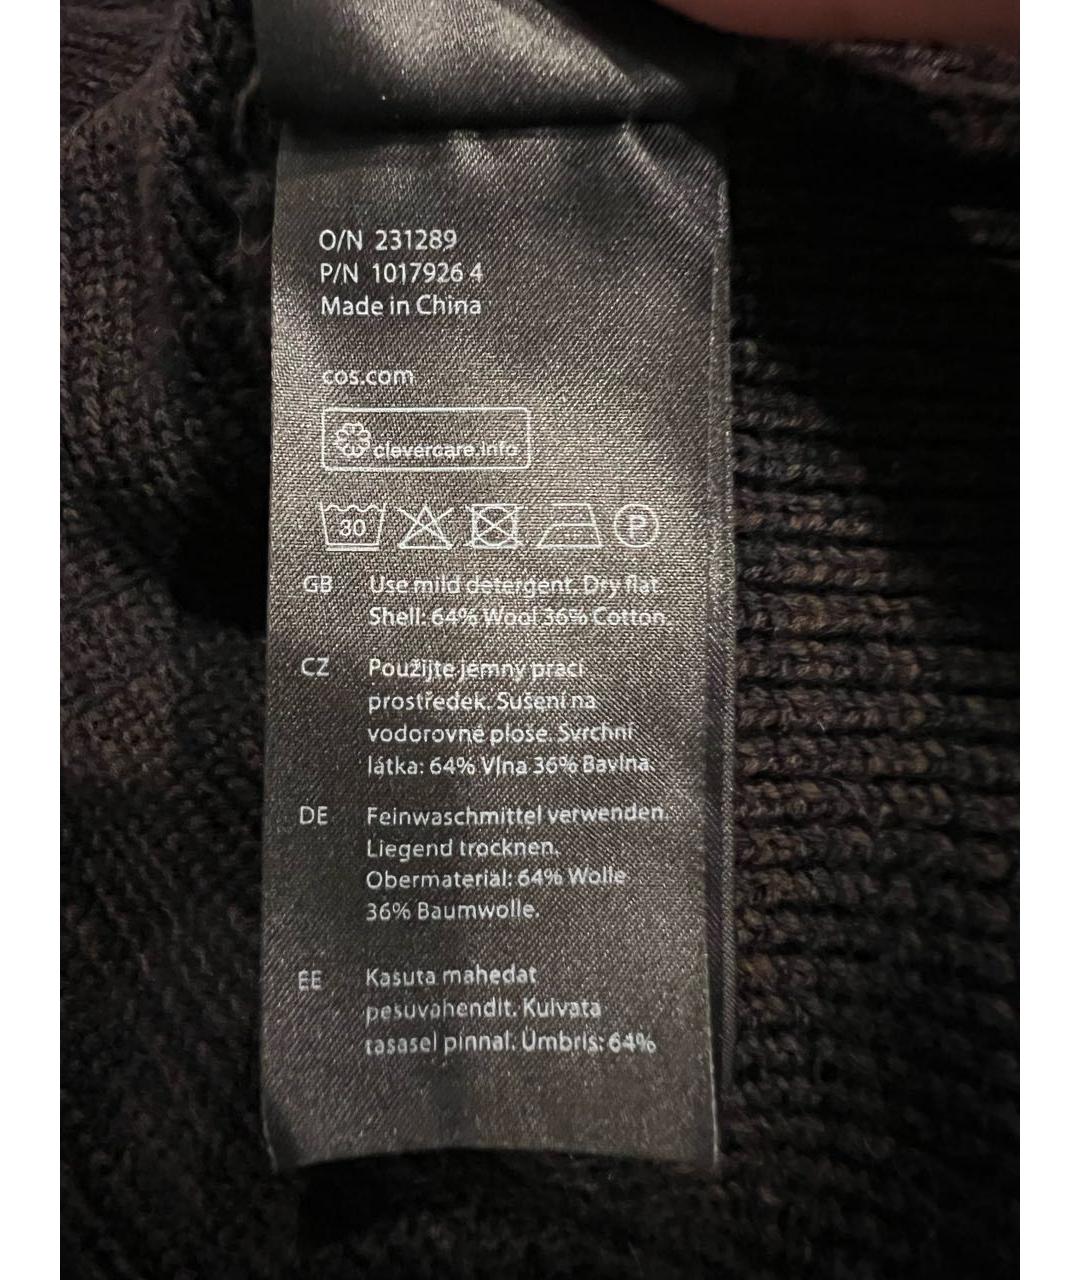 O/N 231289
P/N 1017926 4
Made in China
cos.com
clevercare.info
30
P
GB Use mild detergent. Dry flat.
Shell: 64% Wool 36% Cotton.
CZ Použijte jemný prací
prostředek. Sušení na
vodorovné ploše. Svrchní
látka: 64% Vlna 36% Bavlna.
DE Feinwaschmittel verwenden.
Liegend trocknen.
Obermaterial: 64% Wolle
36% Baumwolle.
EE Kasuta mahedat
pesuvahendit. Kuivata
tasasel pinnal. Ümbris: 64%